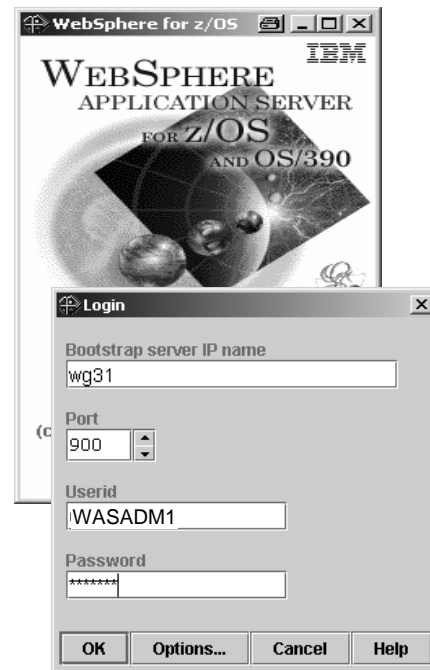 WebSphere for z/OS
IBM
WEBSPHERE
APPLICATION SERVER
FOR Z/OS
AND OS/390
(c
Login
Bootstrap server IP name
wg31
Port
900
Userid
WASADM1
Password
*******
OK
Options...
Cancel
Help